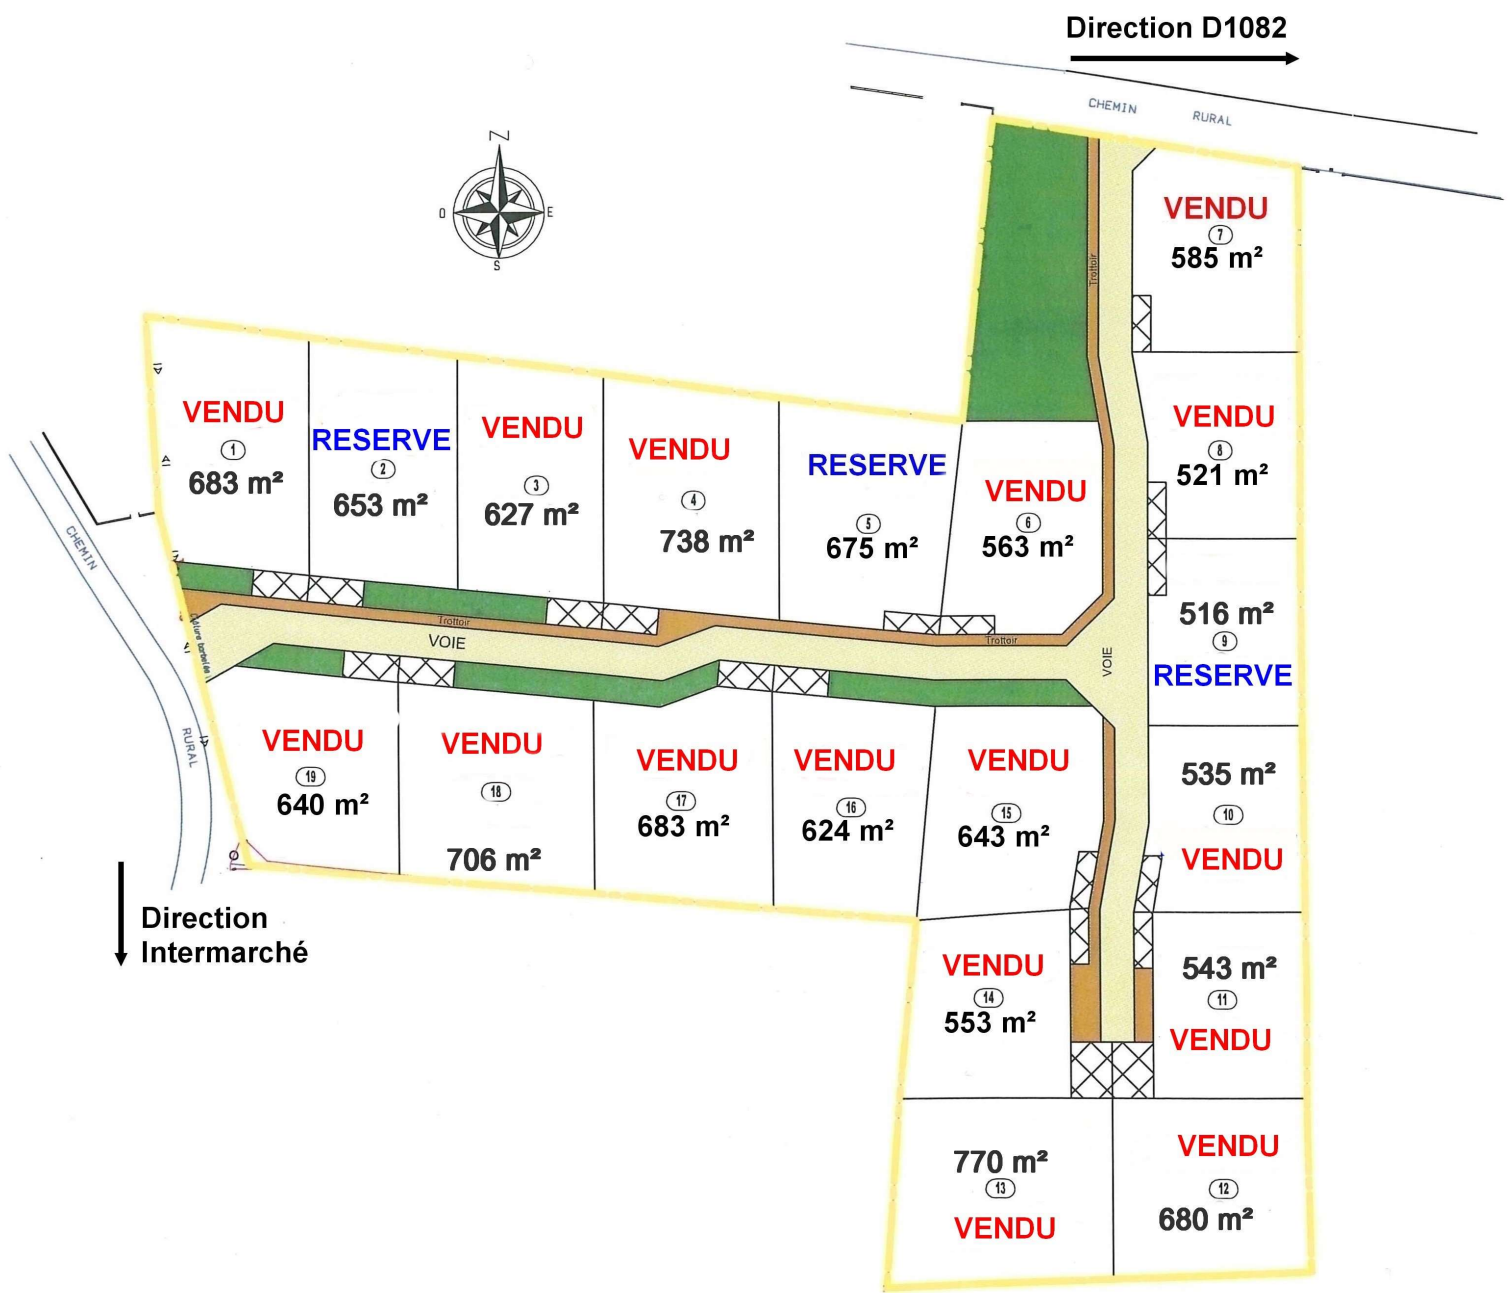 Direction D1082
CHEMIN RURAL
N
O E
S
VENDU
7
585 m²
Trottoir
VENDU
1
683 m²
RESERVE
2
653 m²
VENDU
3
627 m²
VENDU
4
738 m²
RESERVE
5
675 m²
VENDU
6
563 m²
VENDU
8
521 m²
516 m²
9
RESERVE
CHEMIN
RURAL
Trottoir
VOIE
Trottoir
VOIE
VENDU
19
640 m²
VENDU
18
706 m²
VENDU
17
683 m²
VENDU
16
624 m²
VENDU
15
643 m²
535 m²
10
VENDU
Direction
Intermarché
VENDU
14
553 m²
543 m²
11
VENDU
770 m²
13
VENDU
VENDU
12
680 m²